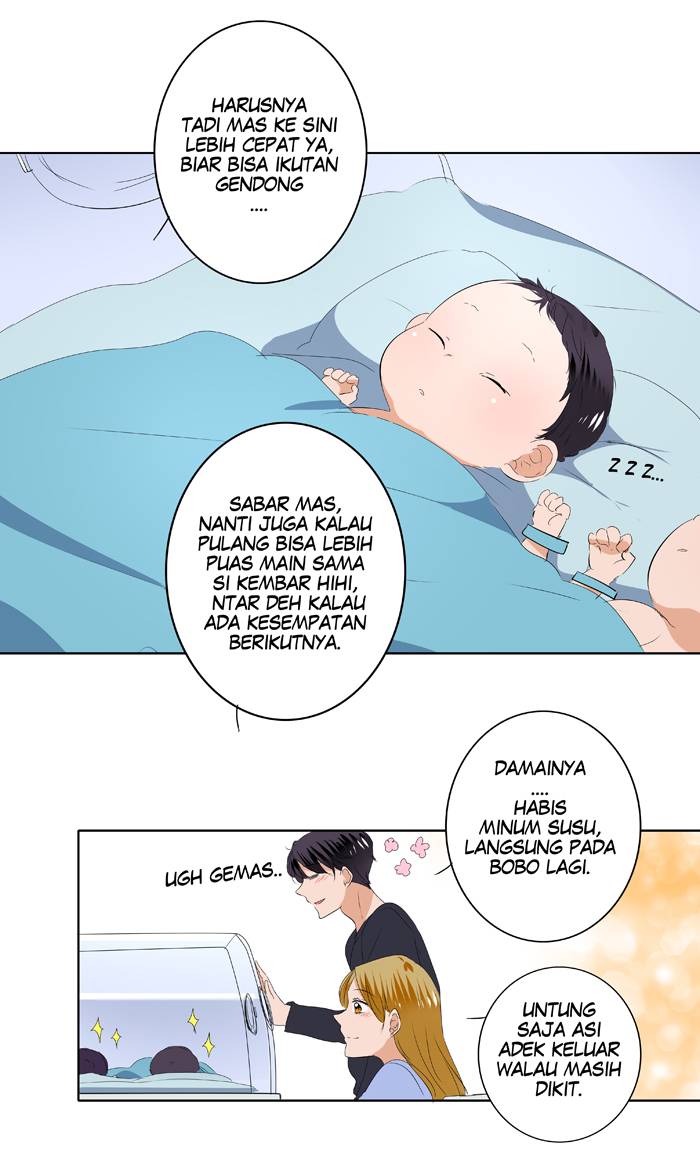 HARUSNYA
TADI MAS KE SINI
LEBIH CEPAT YA,
BIAR BISA IKUTAN
GENDONG
....
Z Z Z...
SABAR MAS,
NANTI JUGA KALAU
PULANG BISA LEBIH
PUAS MAIN SAMA
SI KEMBAR HIHI,
NTAR DEH KALAU
ADA KESEMPATAN
BERIKUTNYA.
DAMAINYA
....
HABIS
MINUM SUSU,
LANGSUNG PADA
BOBO LAGI.
UGH GEMAS..
UNTUNG
SAJA ASI
ADEK KELUAR
WALAU MASIH
DIKIT.